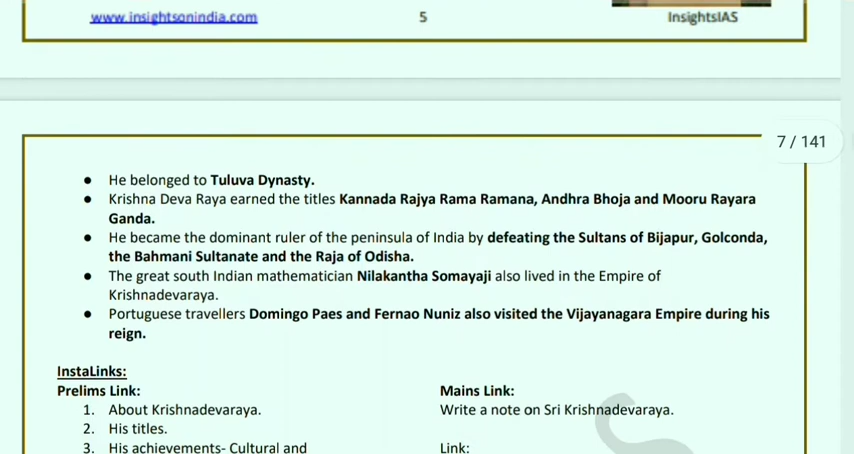 www.insightsonindia.com 5 InsightsIAS
7 / 141
● He belonged to Tuluva Dynasty.
● Krishna Deva Raya earned the titles Kannada Rajya Rama Ramana, Andhra Bhoja and Mooru Rayara
Ganda.
● He became the dominant ruler of the peninsula of India by defeating the Sultans of Bijapur, Golconda,
the Bahmani Sultanate and the Raja of Odisha.
● The great south Indian mathematician Nilakantha Somayaji also lived in the Empire of
Krishnadevaraya.
● Portuguese travellers Domingo Paes and Fernao Nuniz also visited the Vijayanagara Empire during his
reign.
InstaLinks:
Prelims Link:
1. About Krishnadevaraya.
2. His titles.
3. His achievements- Cultural and
Mains Link:
Write a note on Sri Krishnadevaraya.
Link: